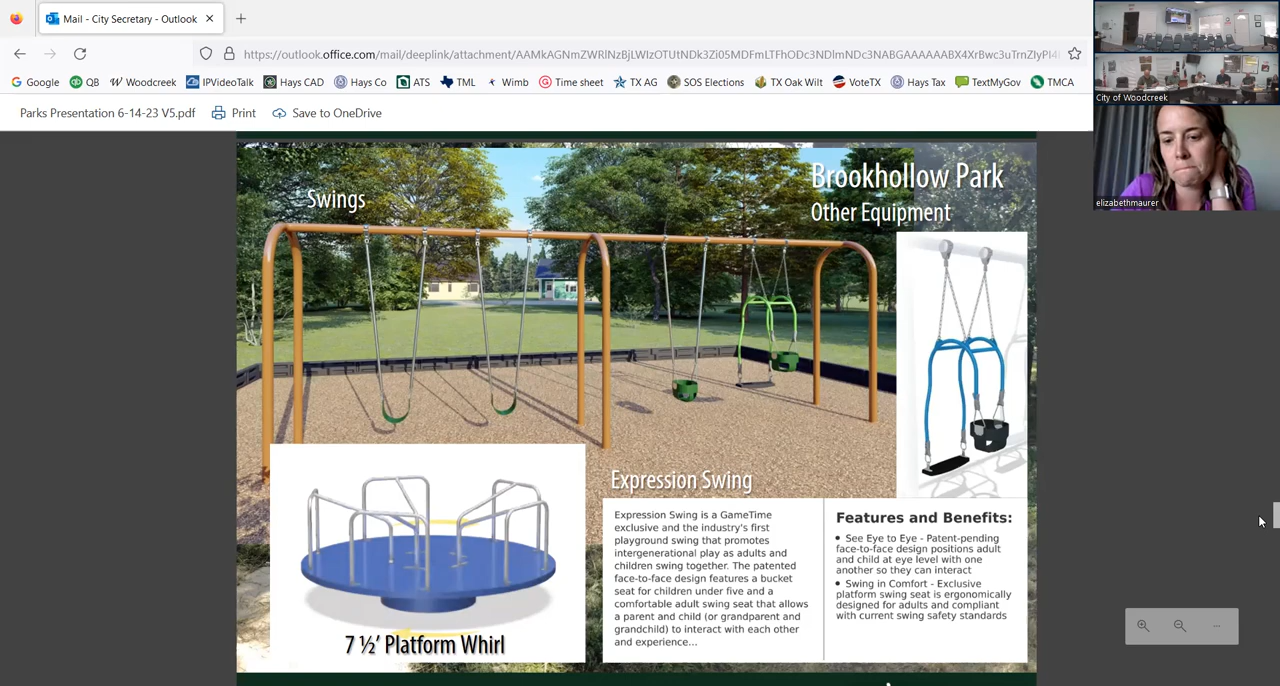 Mail - City Secretary - Outlook
https://outlook.office.com/mail/deeplink/attachment/
Google QB Woodcreek IPVideoTalk Hays CAD Hays Co ATS TML Wimb Time sheet TX AG SOS Elections TX Oak Wilt VoteTX Hays Tax TextMyGov TMCA
City of Woodcreek
Parks Presentation 6-14-23 V5.pdf Print Save to OneDrive
elizabethmaurer
Swings
Brookhollow Park
Other Equipment
Expression Swing
Expression Swing is a GameTime
exclusive and the industry's first
playground swing that promotes
intergenerational play as adults and
children swing together. The patented
face-to-face design features a bucket
seat for children under five and a
comfortable adult swing seat that allows
a parent and child (or grandparent and
grandchild) to interact with each other
and experience...
Features and Benefits:
• See Eye to Eye - Patent-pending
face-to-face design positions adult
and child at eye level with one
another so they can interact
• Swing in Comfort - Exclusive
platform swing seat is ergonomically
designed for adults and compliant
with current swing safety standards
7 ½' Platform Whirl